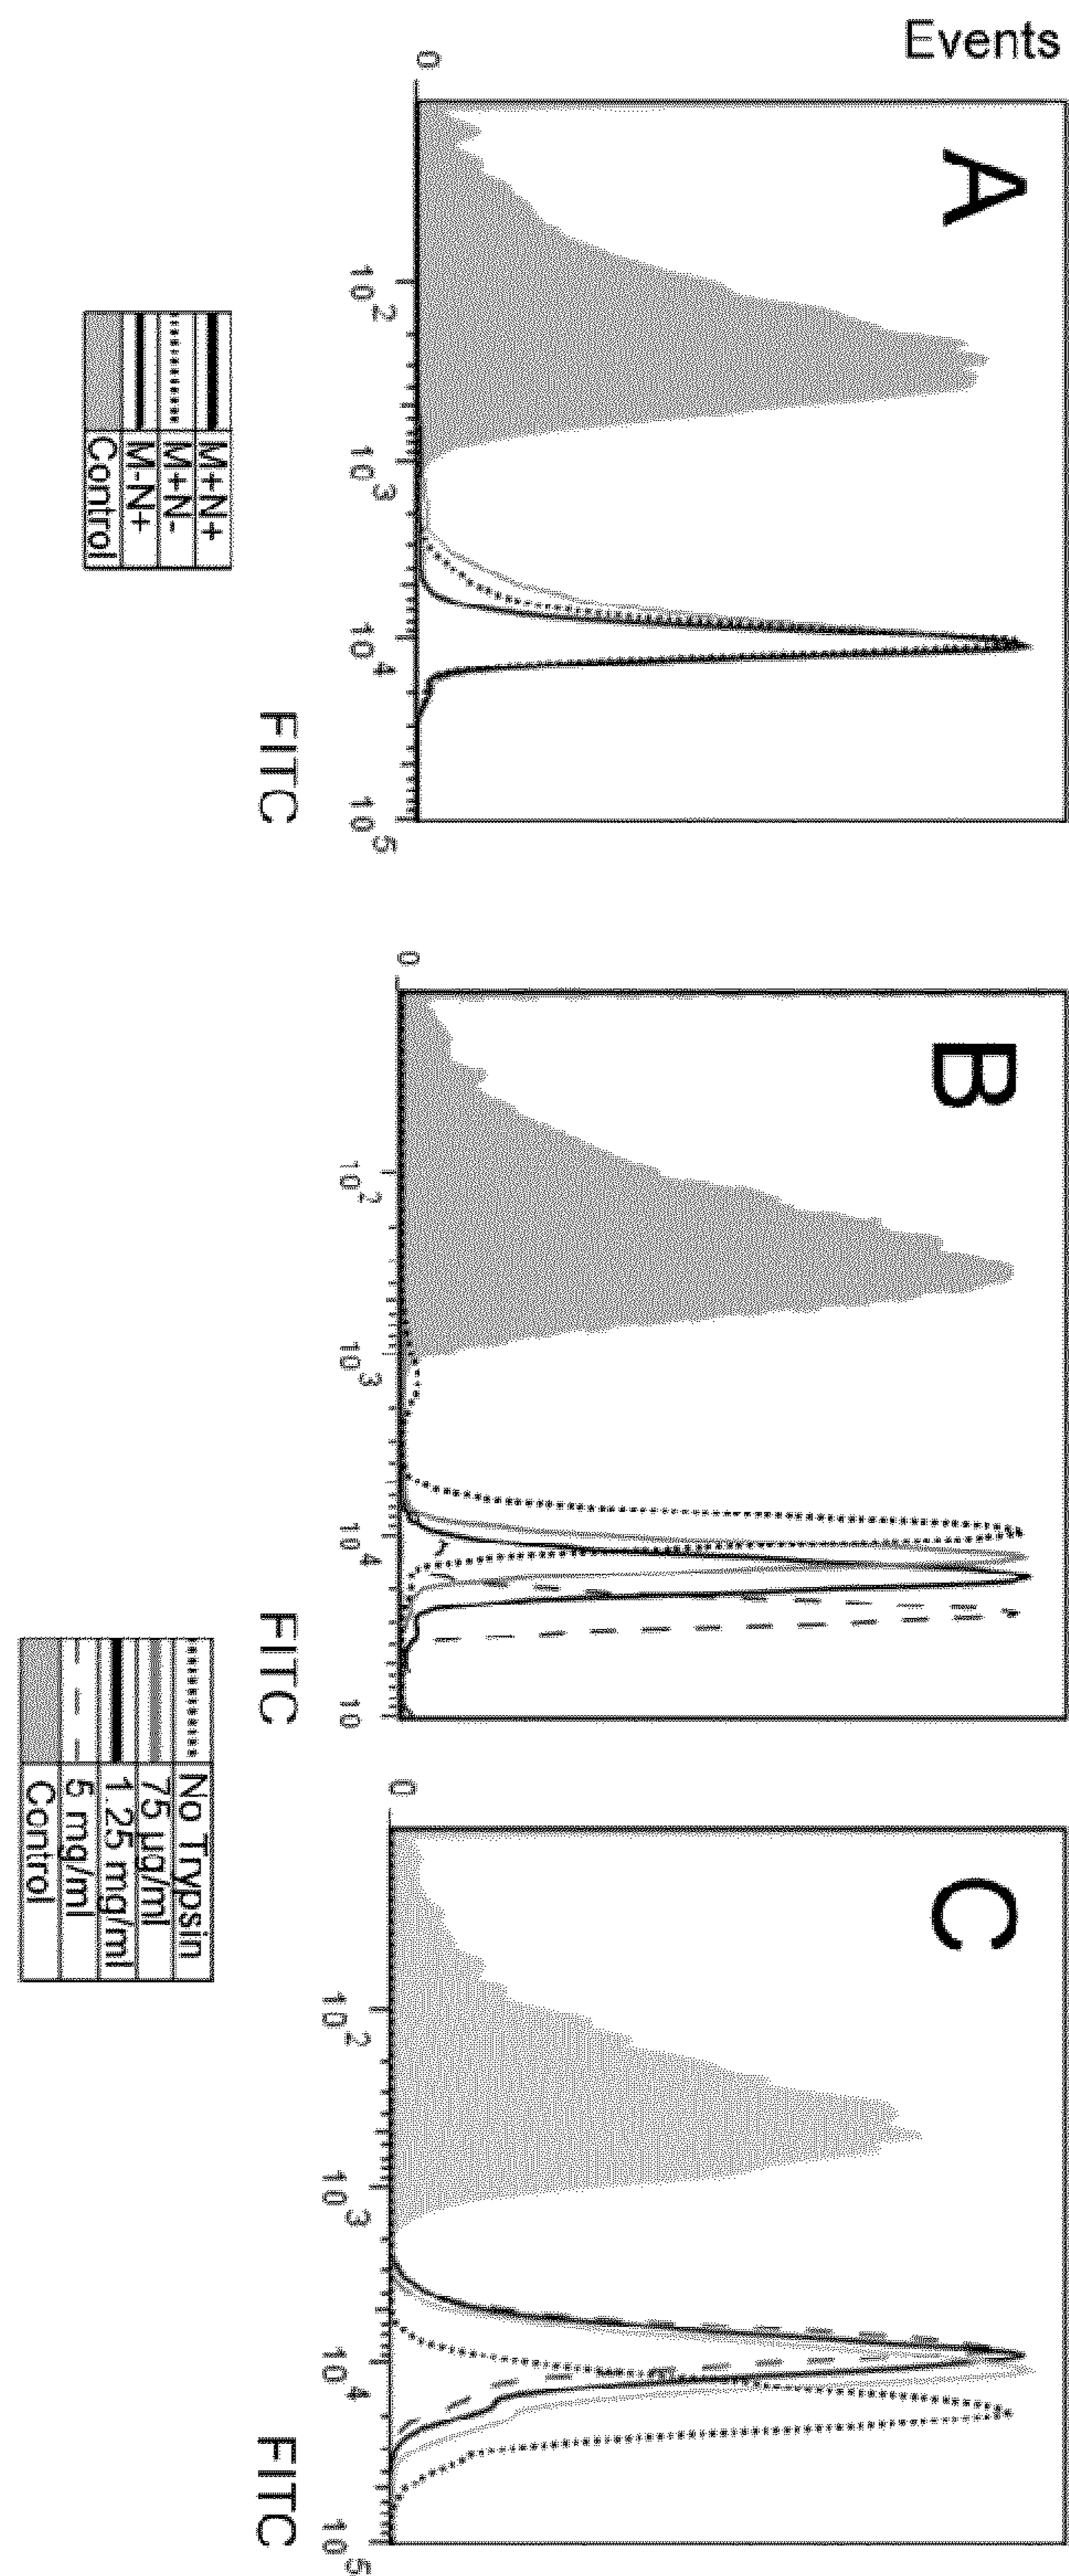 Events
A
0
10 2
10 3
10 4
10 5
FITC
M+N+
M+N-
M-N+
Control
B
0
10 2
10 3
10 4
10
FITC
No Trypsin
75 µg/ml
1.25 mg/ml
5 mg/ml
Control
C
0
10 2
10 3
10 4
10 5
FITC